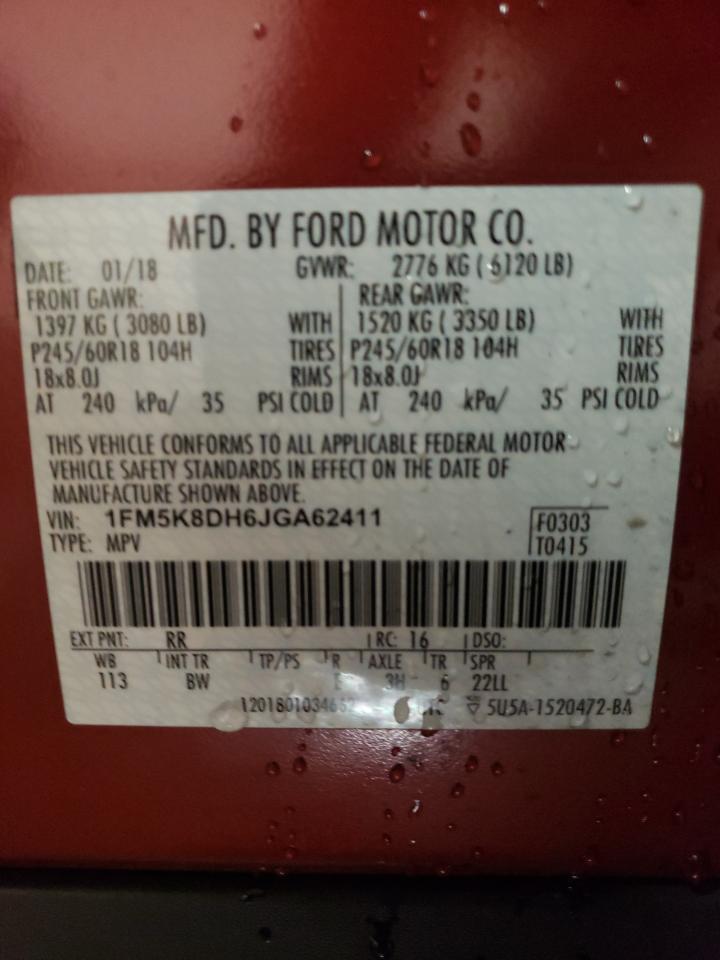 MFD. BY FORD MOTOR CO.
DATE: 01/18 GVWR: 2776 KG ( 6120 LB)
FRONT GAWR: REAR GAWR:
1397 KG ( 3080 LB) WITH 1520 KG ( 3350 LB) WITH
P245/60R18 104H TIRES P245/60R18 104H TIRES
18x8.0J RIMS 18x8.0J RIMS
AT 240 kPa/ 35 PSI COLD AT 240 kPa/ 35 PSI COLD
THIS VEHICLE CONFORMS TO ALL APPLICABLE FEDERAL MOTOR
VEHICLE SAFETY STANDARDS IN EFFECT ON THE DATE OF
MANUFACTURE SHOWN ABOVE.
VIN: 1FM5K8DH6JGA62411 F0303
TYPE: MPV T0415
EXT PNT: RR RC: 16 DSO:
WB INT TR TP/PS R AXLE TR SPR
113 BW 3H 6 22LL
5U5A-1520472-BA